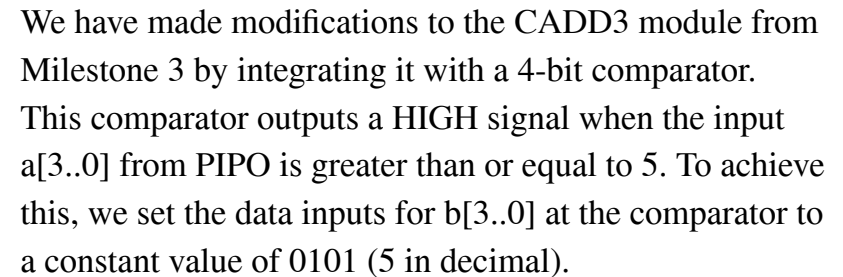 We have made modifications to the CADD3 module from
Milestone 3 by integrating it with a 4-bit comparator.
This comparator outputs a HIGH signal when the input
a[3..0] from PIPO is greater than or equal to 5. To achieve
this, we set the data inputs for b[3..0] at the comparator to
a constant value of 0101 (5 in decimal).